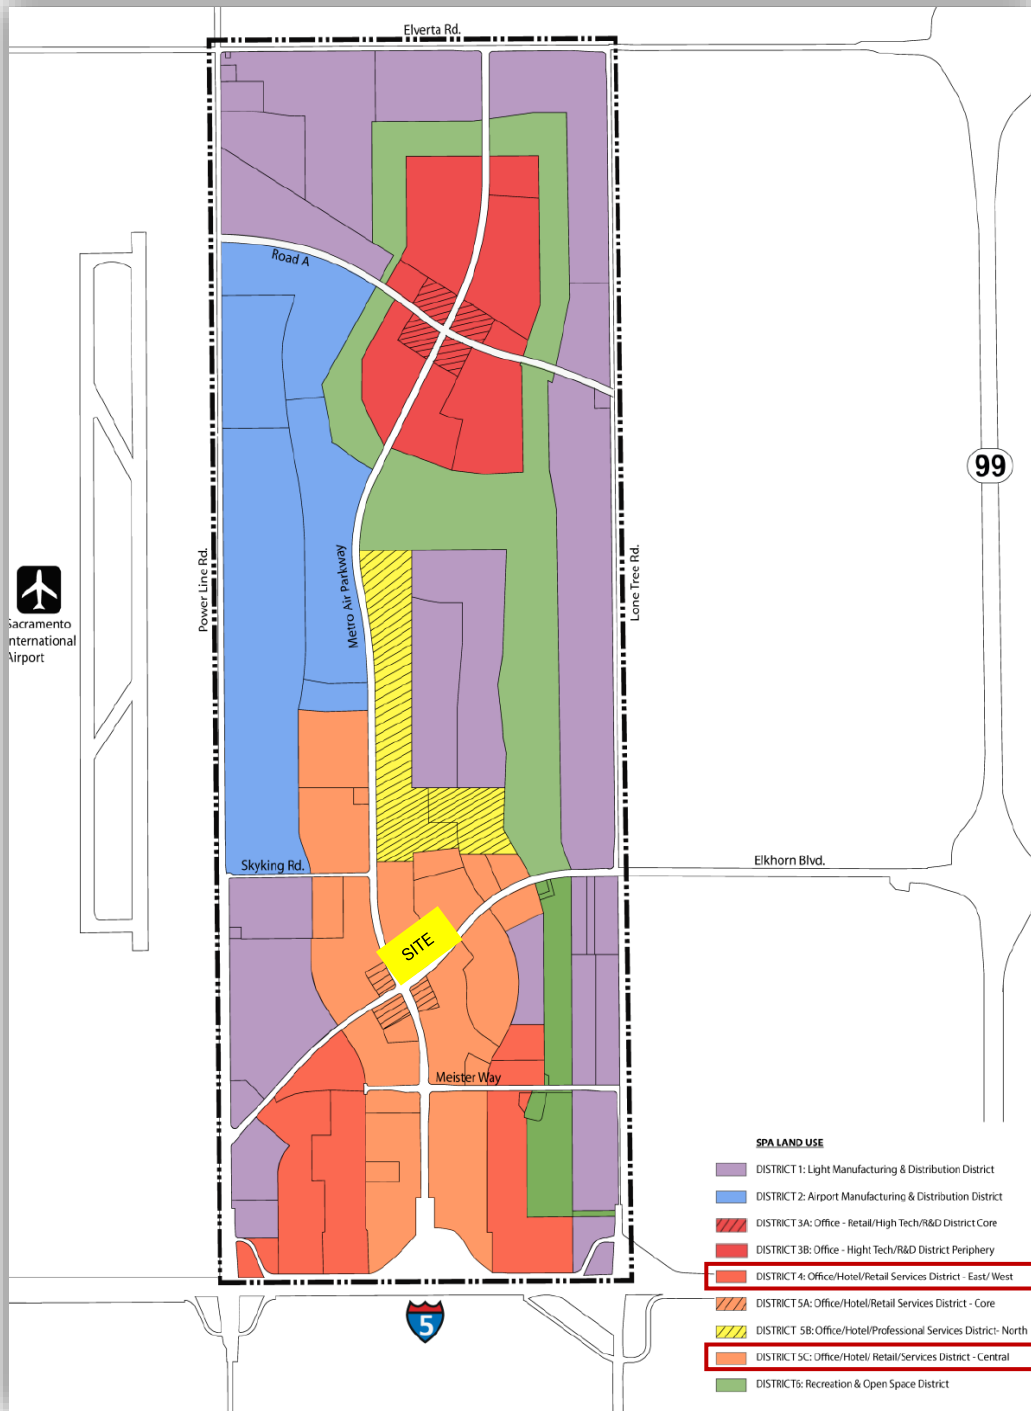 Elverta Rd.
Road A
99
Power Line Rd.
Metro Air Parkway
Lone Tree Rd.
Sacramento
International
Airport
Skyking Rd.
Elkhorn Blvd.
SITE
Meister Way
SPA LAND USE
DISTRICT 1: Light Manufacturing & Distribution District
DISTRICT 2: Airport Manufacturing & Distribution District
DISTRICT 3A: Office - Retail/High Tech/R&D District Core
DISTRICT 3B: Office - Hight Tech/R&D District Periphery
DISTRICT 4: Office/Hotel/Retail Services District - East/ West
DISTRICT 5A: Office/Hotel/Retail Services District - Core
DISTRICT 5B: Office/Hotel/Professional Services District- North
DISTRICT 5C: Office/Hotel/ Retail/Services District - Central
DISTRICT6: Recreation & Open Space District
5